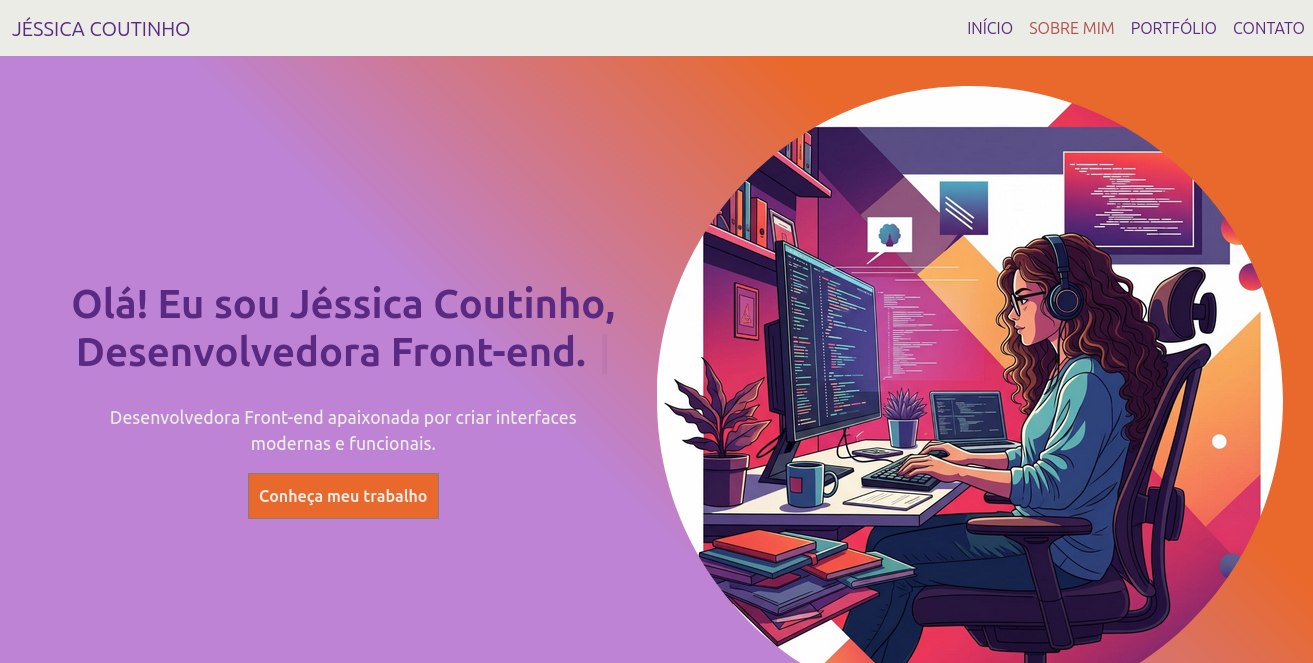 JÉSSICA COUTINHO
INÍCIO SOBRE MIM PORTFÓLIO CONTATO
Olá! Eu sou Jéssica Coutinho,
Desenvolvedora Front-end.
Desenvolvedora Front-end apaixonada por criar interfaces
modernas e funcionais.
Conheça meu trabalho